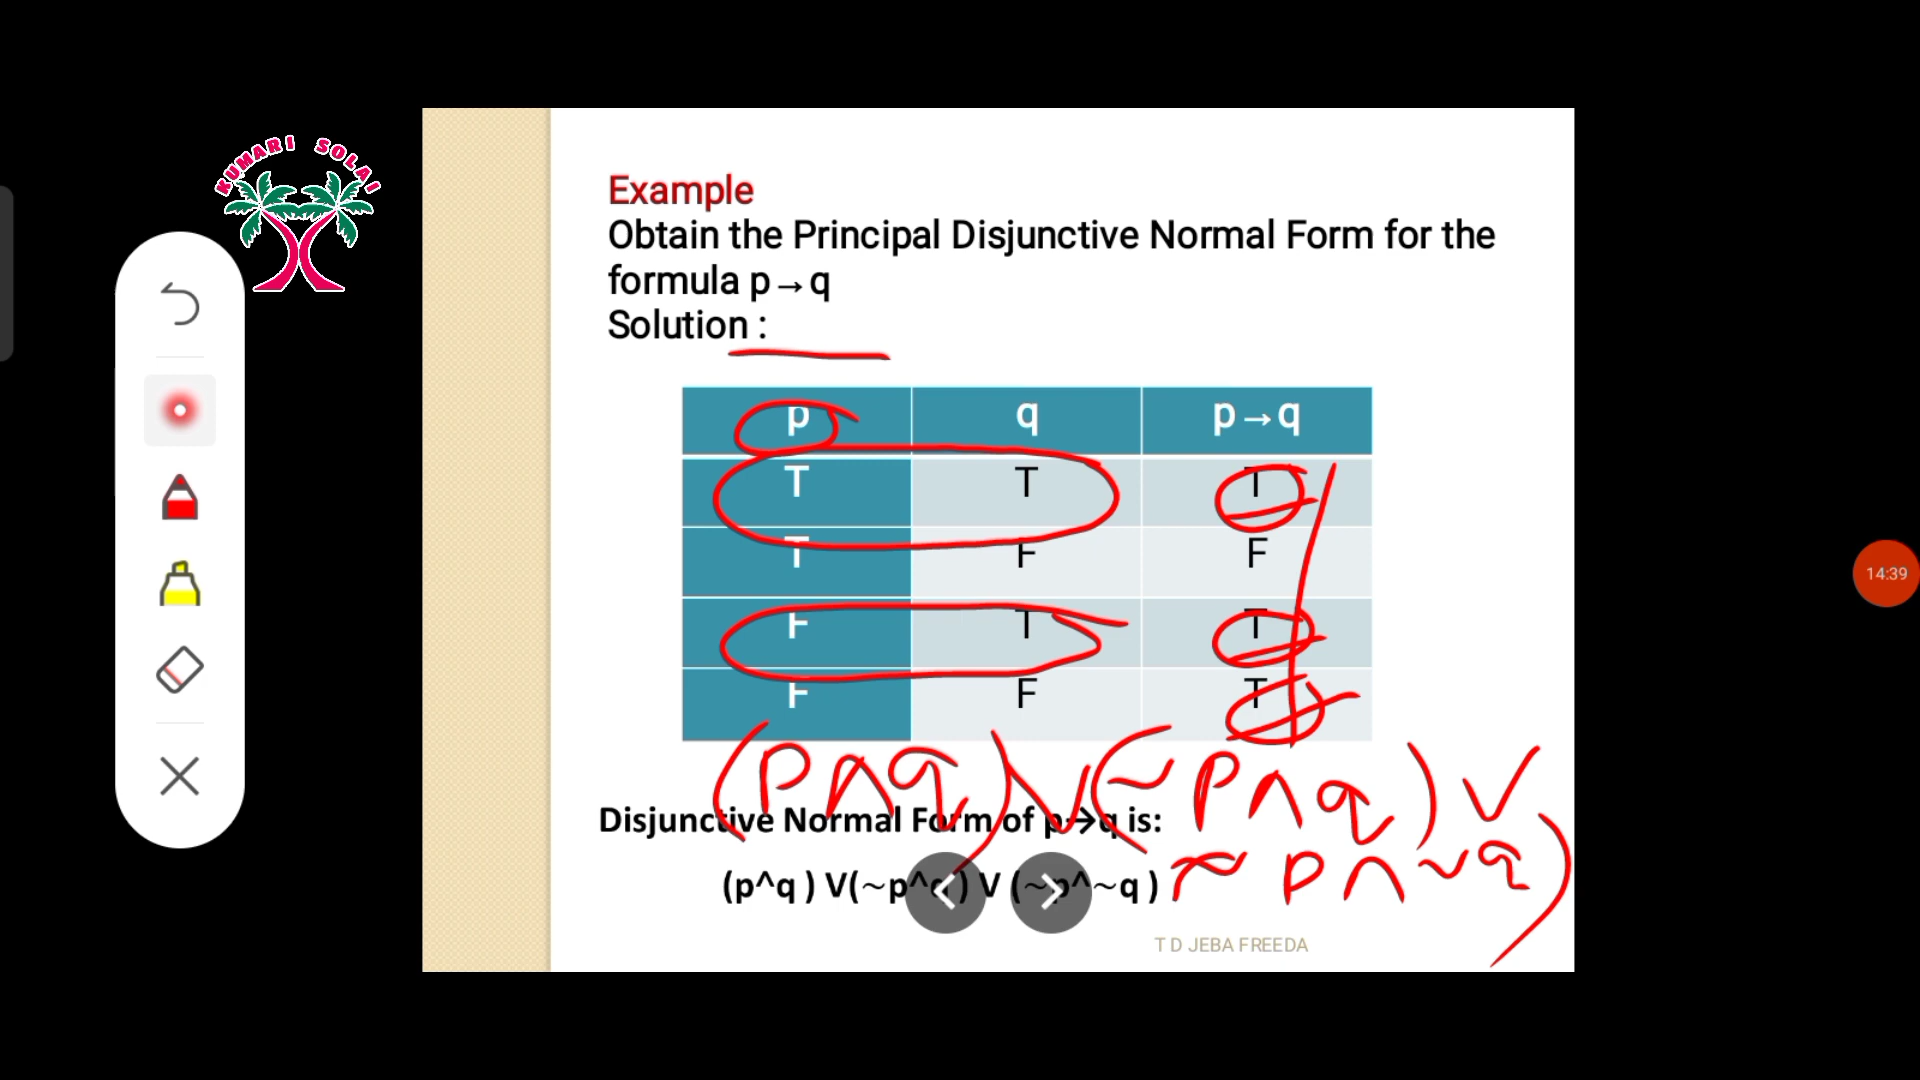 KUMARI SOLAI
Example
Obtain the Principal Disjunctive Normal Form for the
formula p→q
Solution :
p q p→q
T T T
T F F
F T T
F F T
(p∧q)∨(~p∧q)∨
Disjunctive Normal Form of p→q is:
~p∧~q)
(p^q ) V(~p^q ) V (~p^~q )
T D JEBA FREEDA
14:39